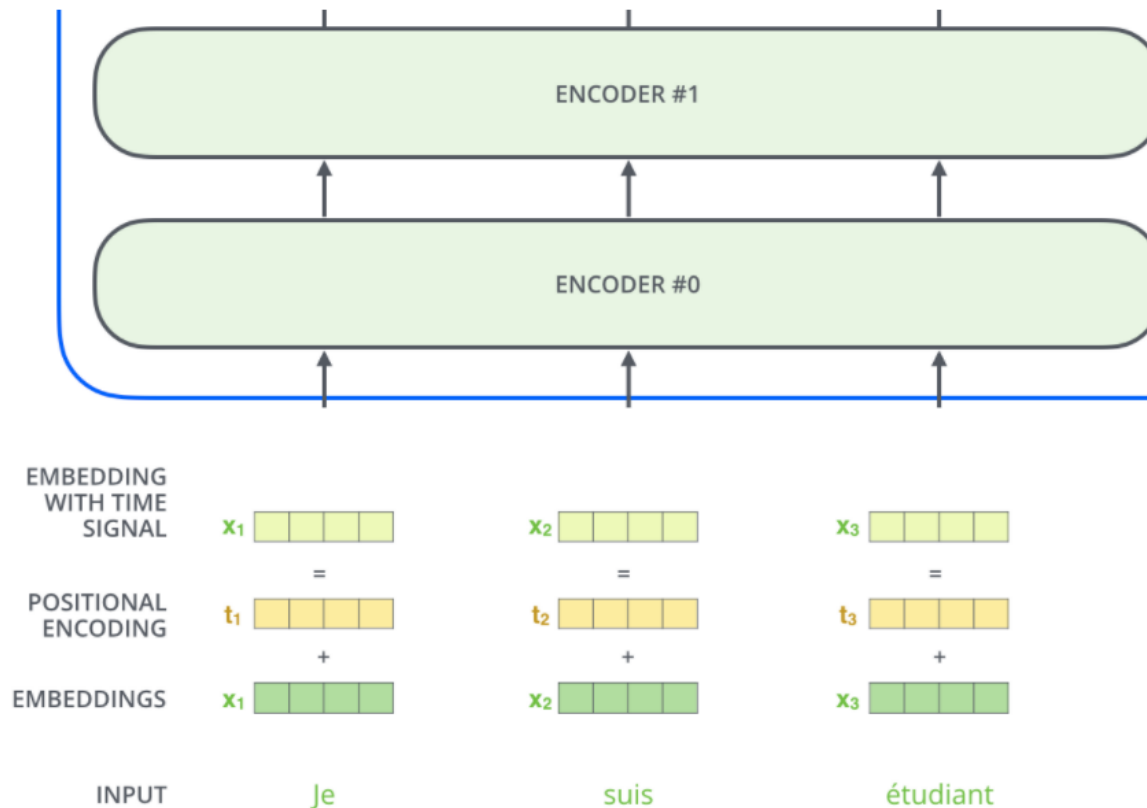 ENCODER #1
ENCODER #0
EMBEDDING
WITH TIME
SIGNAL
x₁ x₂ x₃
= = =
POSITIONAL
ENCODING
t₁ t₂ t₃
+ + +
EMBEDDINGS x₁ x₂ x₃
INPUT Je suis étudiant